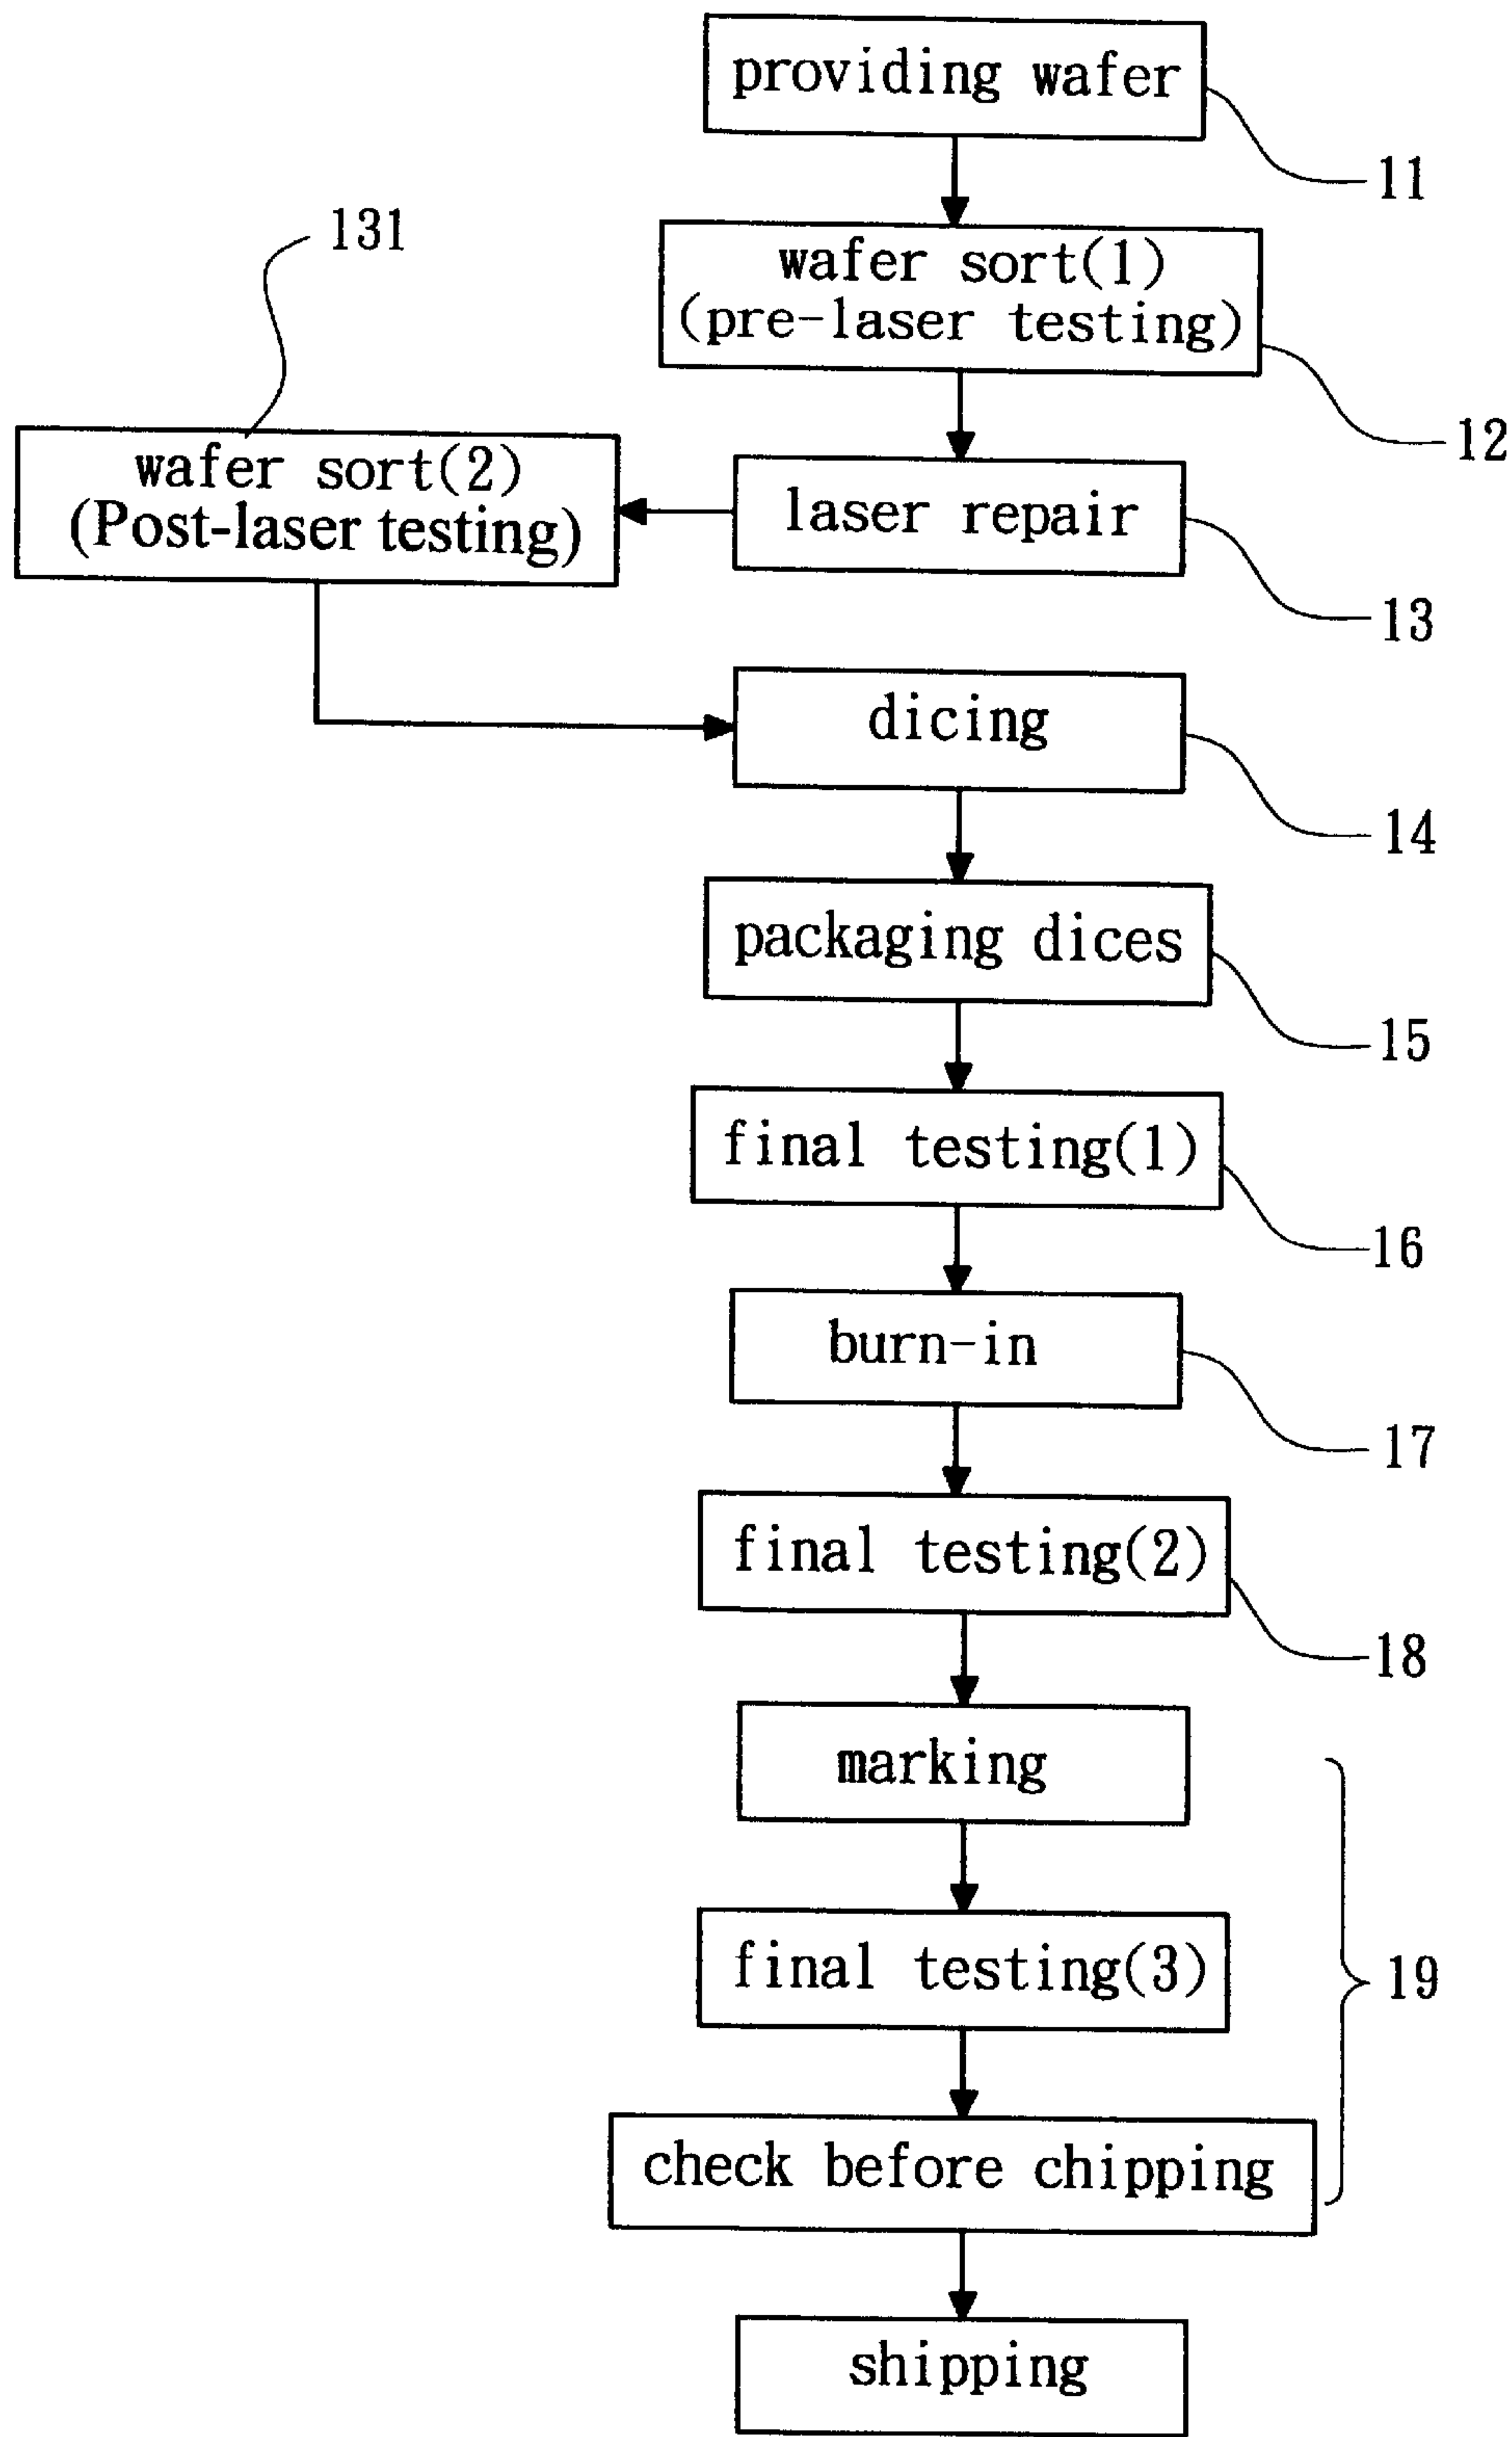 providing wafer
11
wafer sort(1)
(pre-laser testing)
12
131
wafer sort(2)
(Post-laser testing)
laser repair
13
dicing
14
packaging dices
15
final testing(1)
16
burn-in
17
final testing(2)
18
marking
final testing(3)
19
check before chipping
shipping